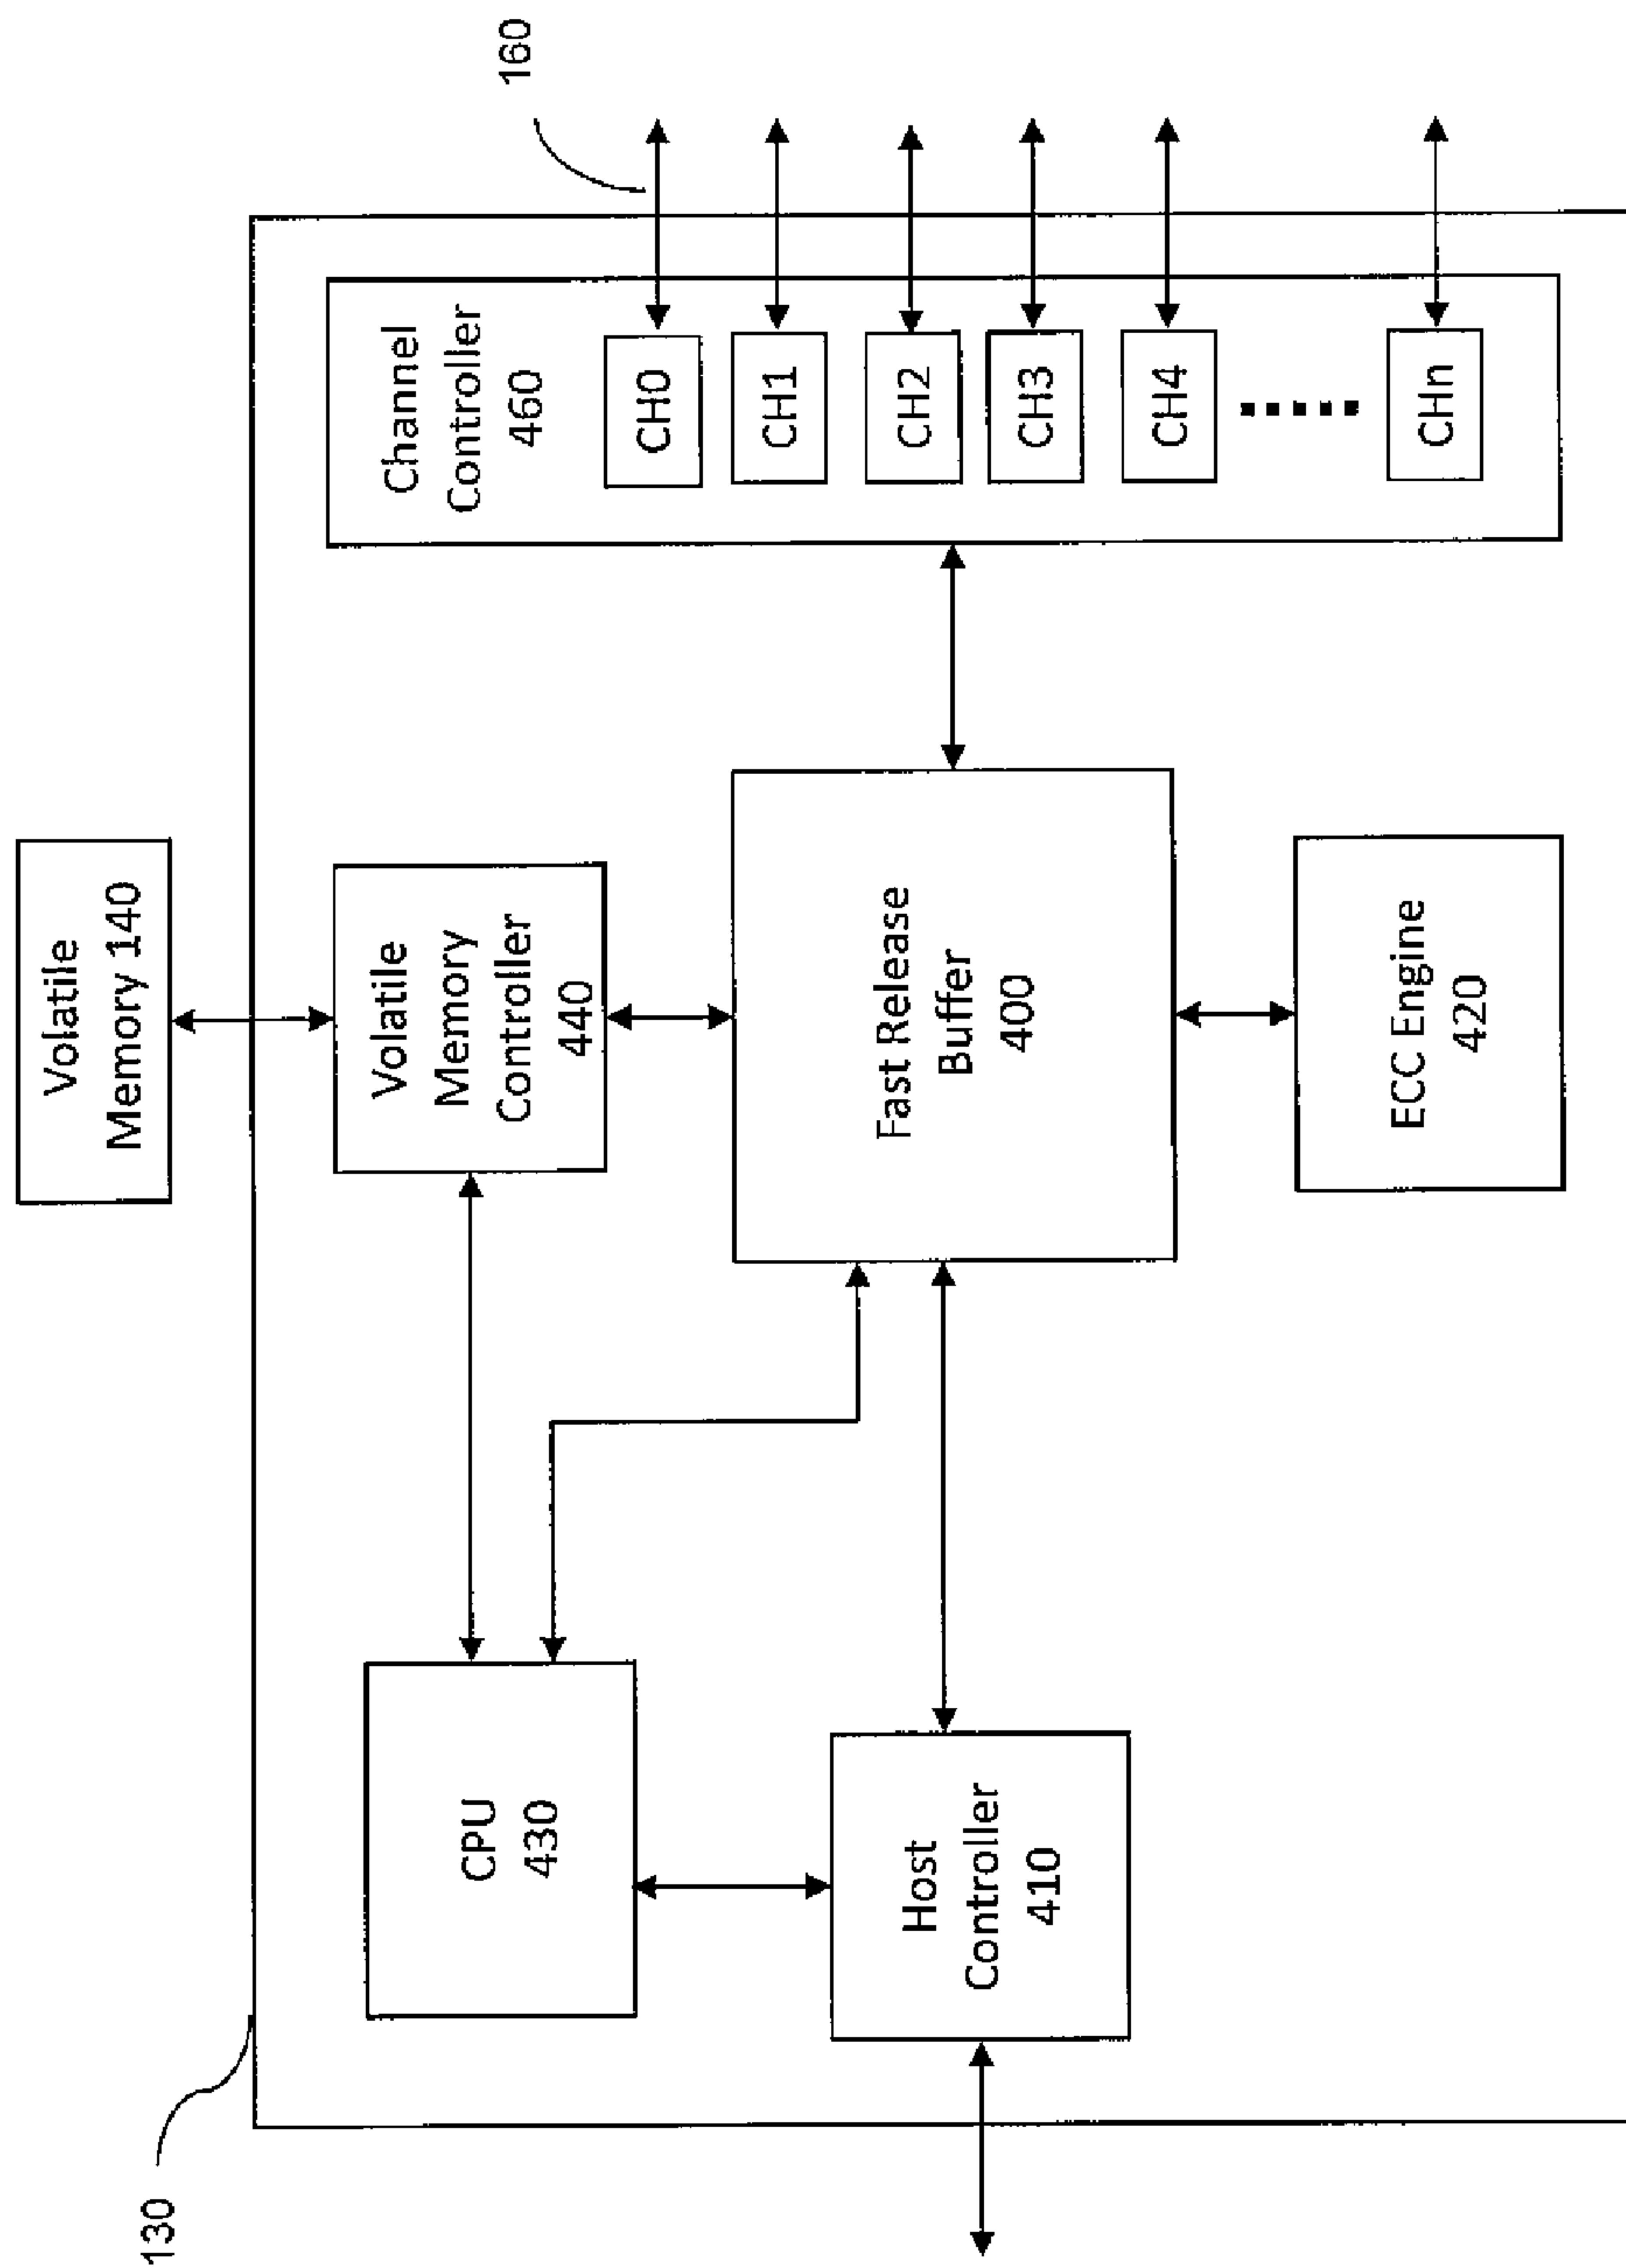 130
160
Volatile
Memory 140
Volatile
Memory
Controller
440
Channel
Controller
460
CH0
CH1
CH2
CH3
CH4
CHn
CPU
430
Fast Release
Buffer
400
Host
Controller
410
ECC Engine
420